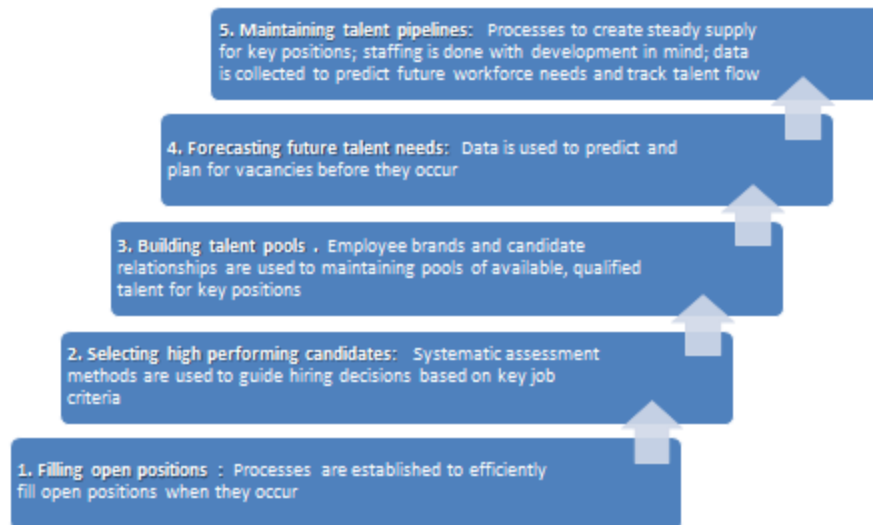 5. Maintaining talent pipelines: Processes to create steady supply
for key positions; staffing is done with development in mind; data
is collected to predict future workforce needs and track talent flow
4. Forecasting future talent needs: Data is used to predict and
plan for vacancies before they occur
3. Building talent pools . Employee brands and candidate
relationships are used to maintaining pools of available, qualified
talent for key positions
2. Selecting high performing candidates: Systematic assessment
methods are used to guide hiring decisions based on key job
criteria
1. Filling open positions : Processes are established to efficiently
fill open positions when they occur